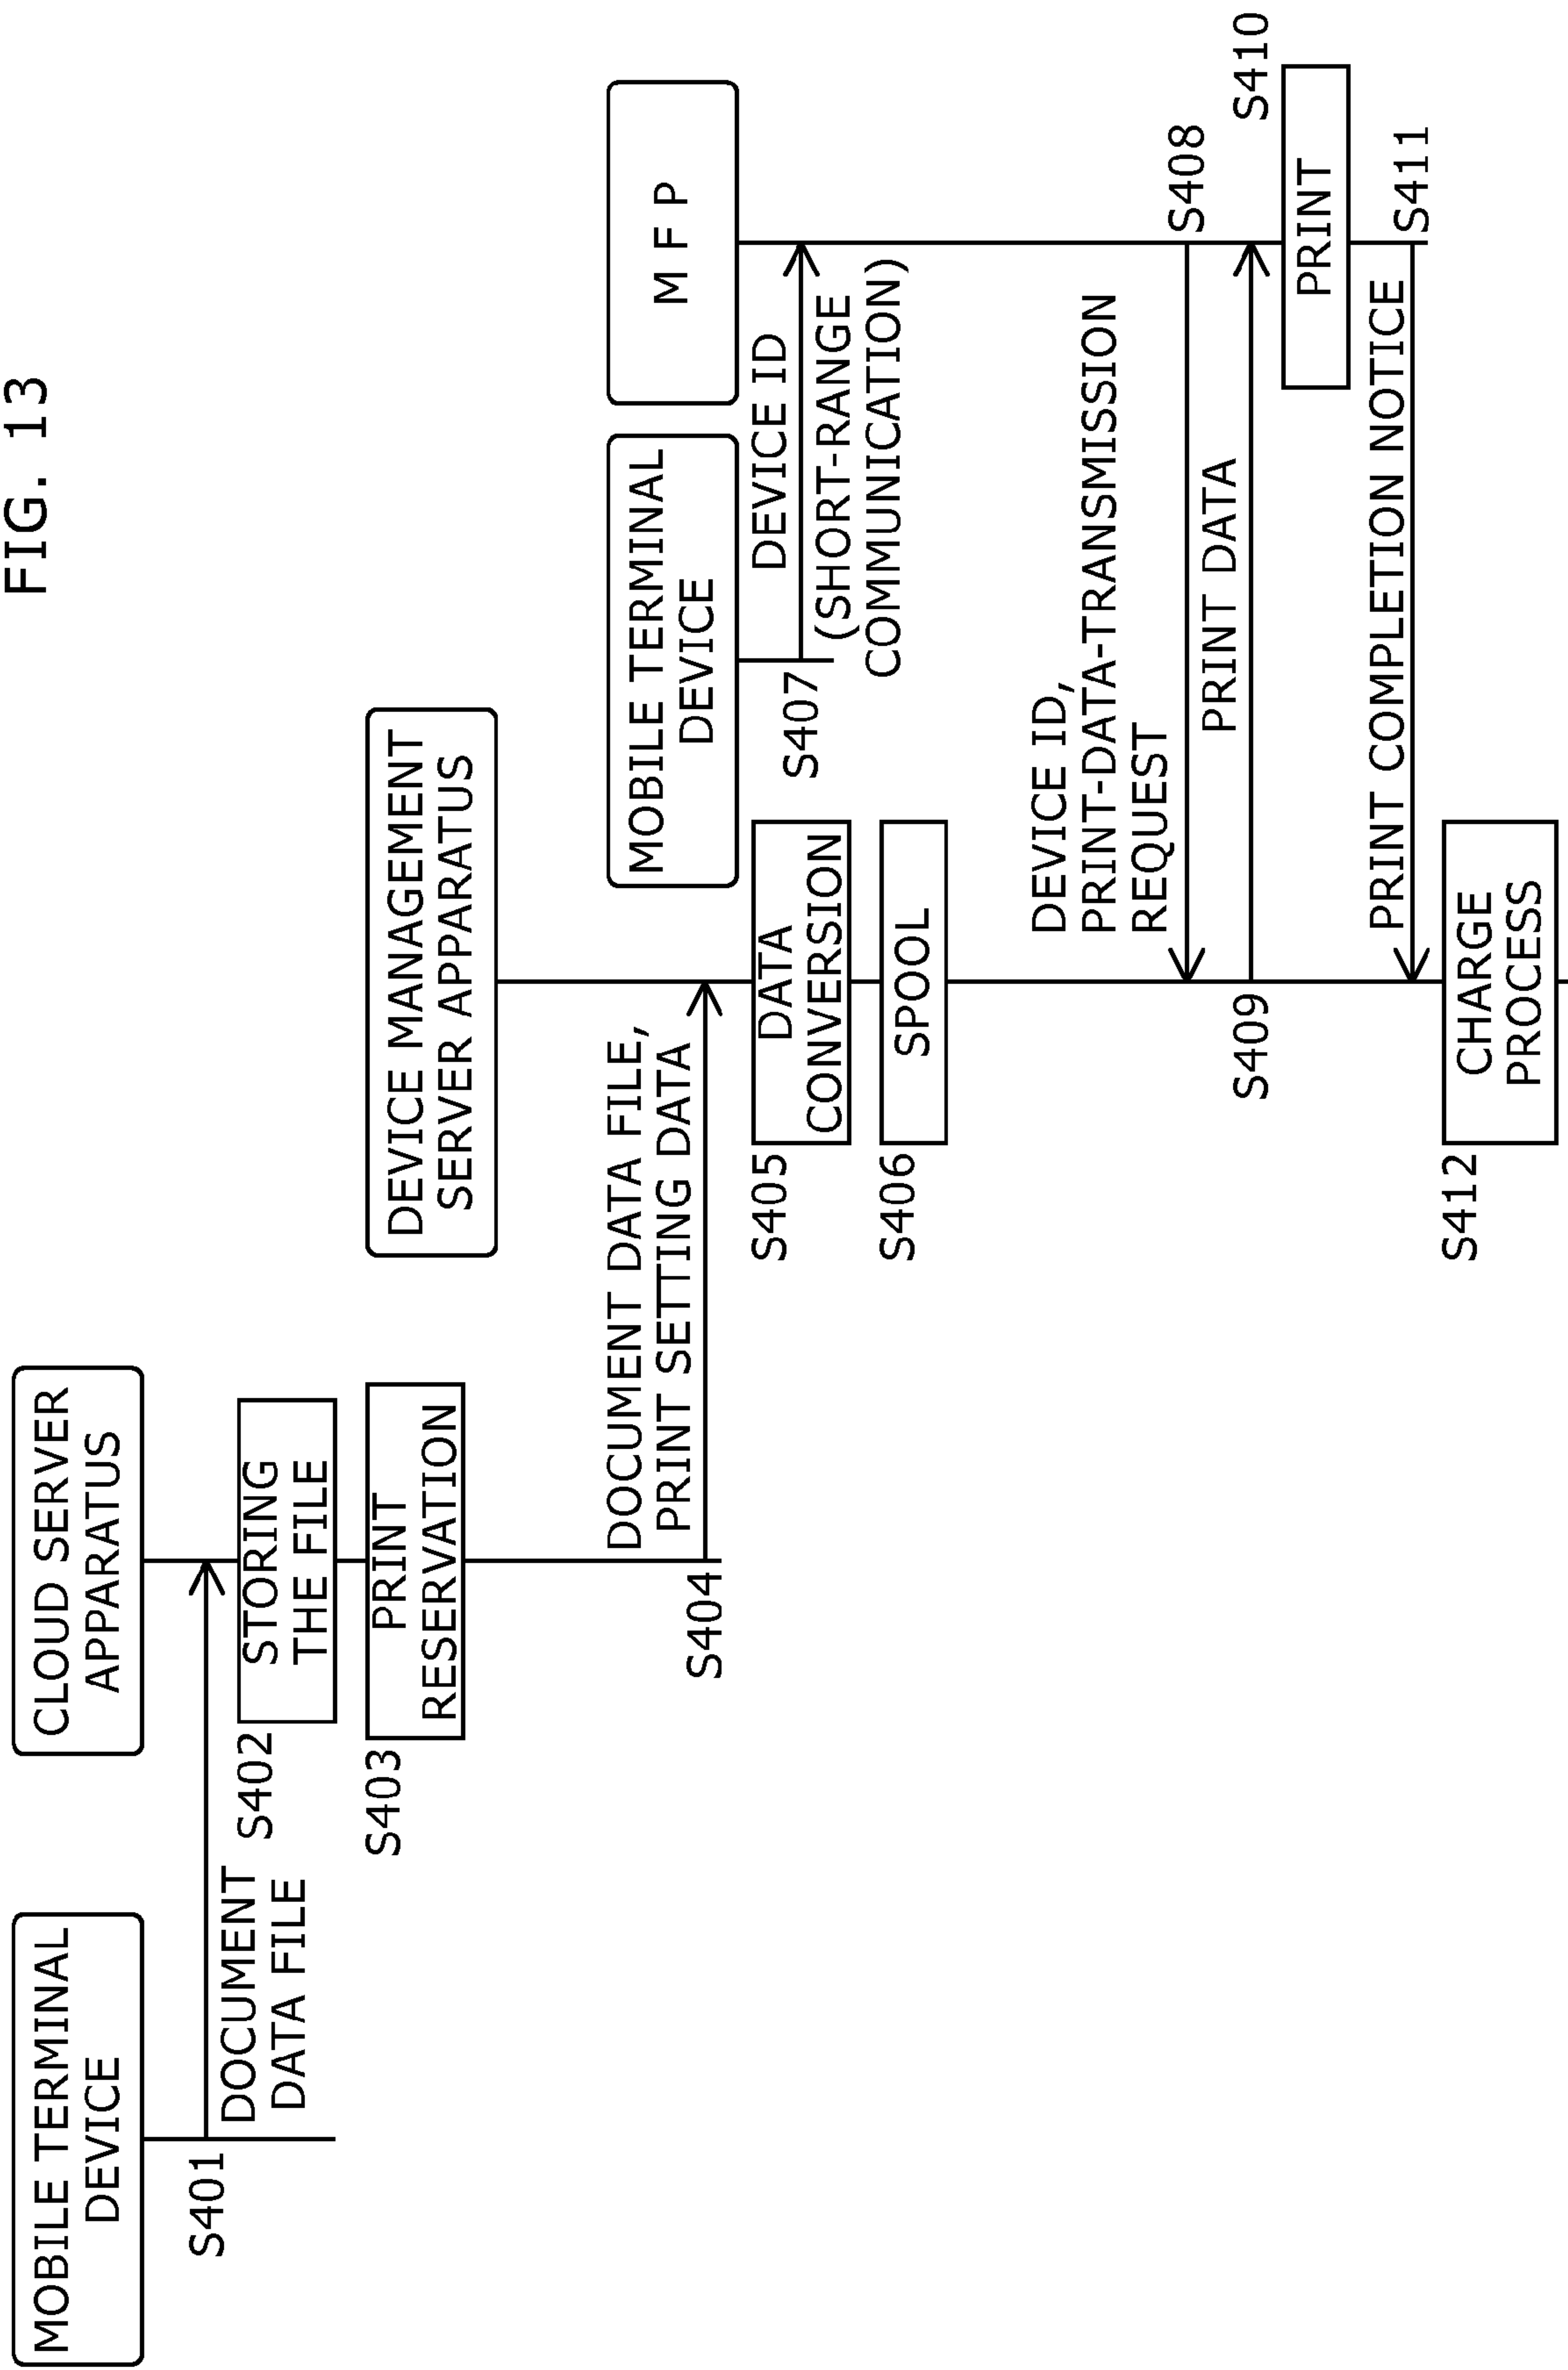 FIG. 13
MOBILE TERMINAL
DEVICE
CLOUD SERVER
APPARATUS
S401
DOCUMENT
DATA FILE
S402
STORING
THE FILE
S403
PRINT
RESERVATION
DEVICE MANAGEMENT
SERVER APPARATUS
S404
DOCUMENT DATA FILE,
PRINT SETTING DATA
MOBILE TERMINAL
DEVICE
M F P
S405
DATA
CONVERSION
S407
DEVICE ID
(SHORT-RANGE
COMMUNICATION)
S406
SPOOL
DEVICE ID,
PRINT-DATA-TRANSMISSION
REQUEST
S408
S409
PRINT DATA
S410
PRINT
PRINT COMPLETION NOTICE
S411
S412
CHARGE
PROCESS